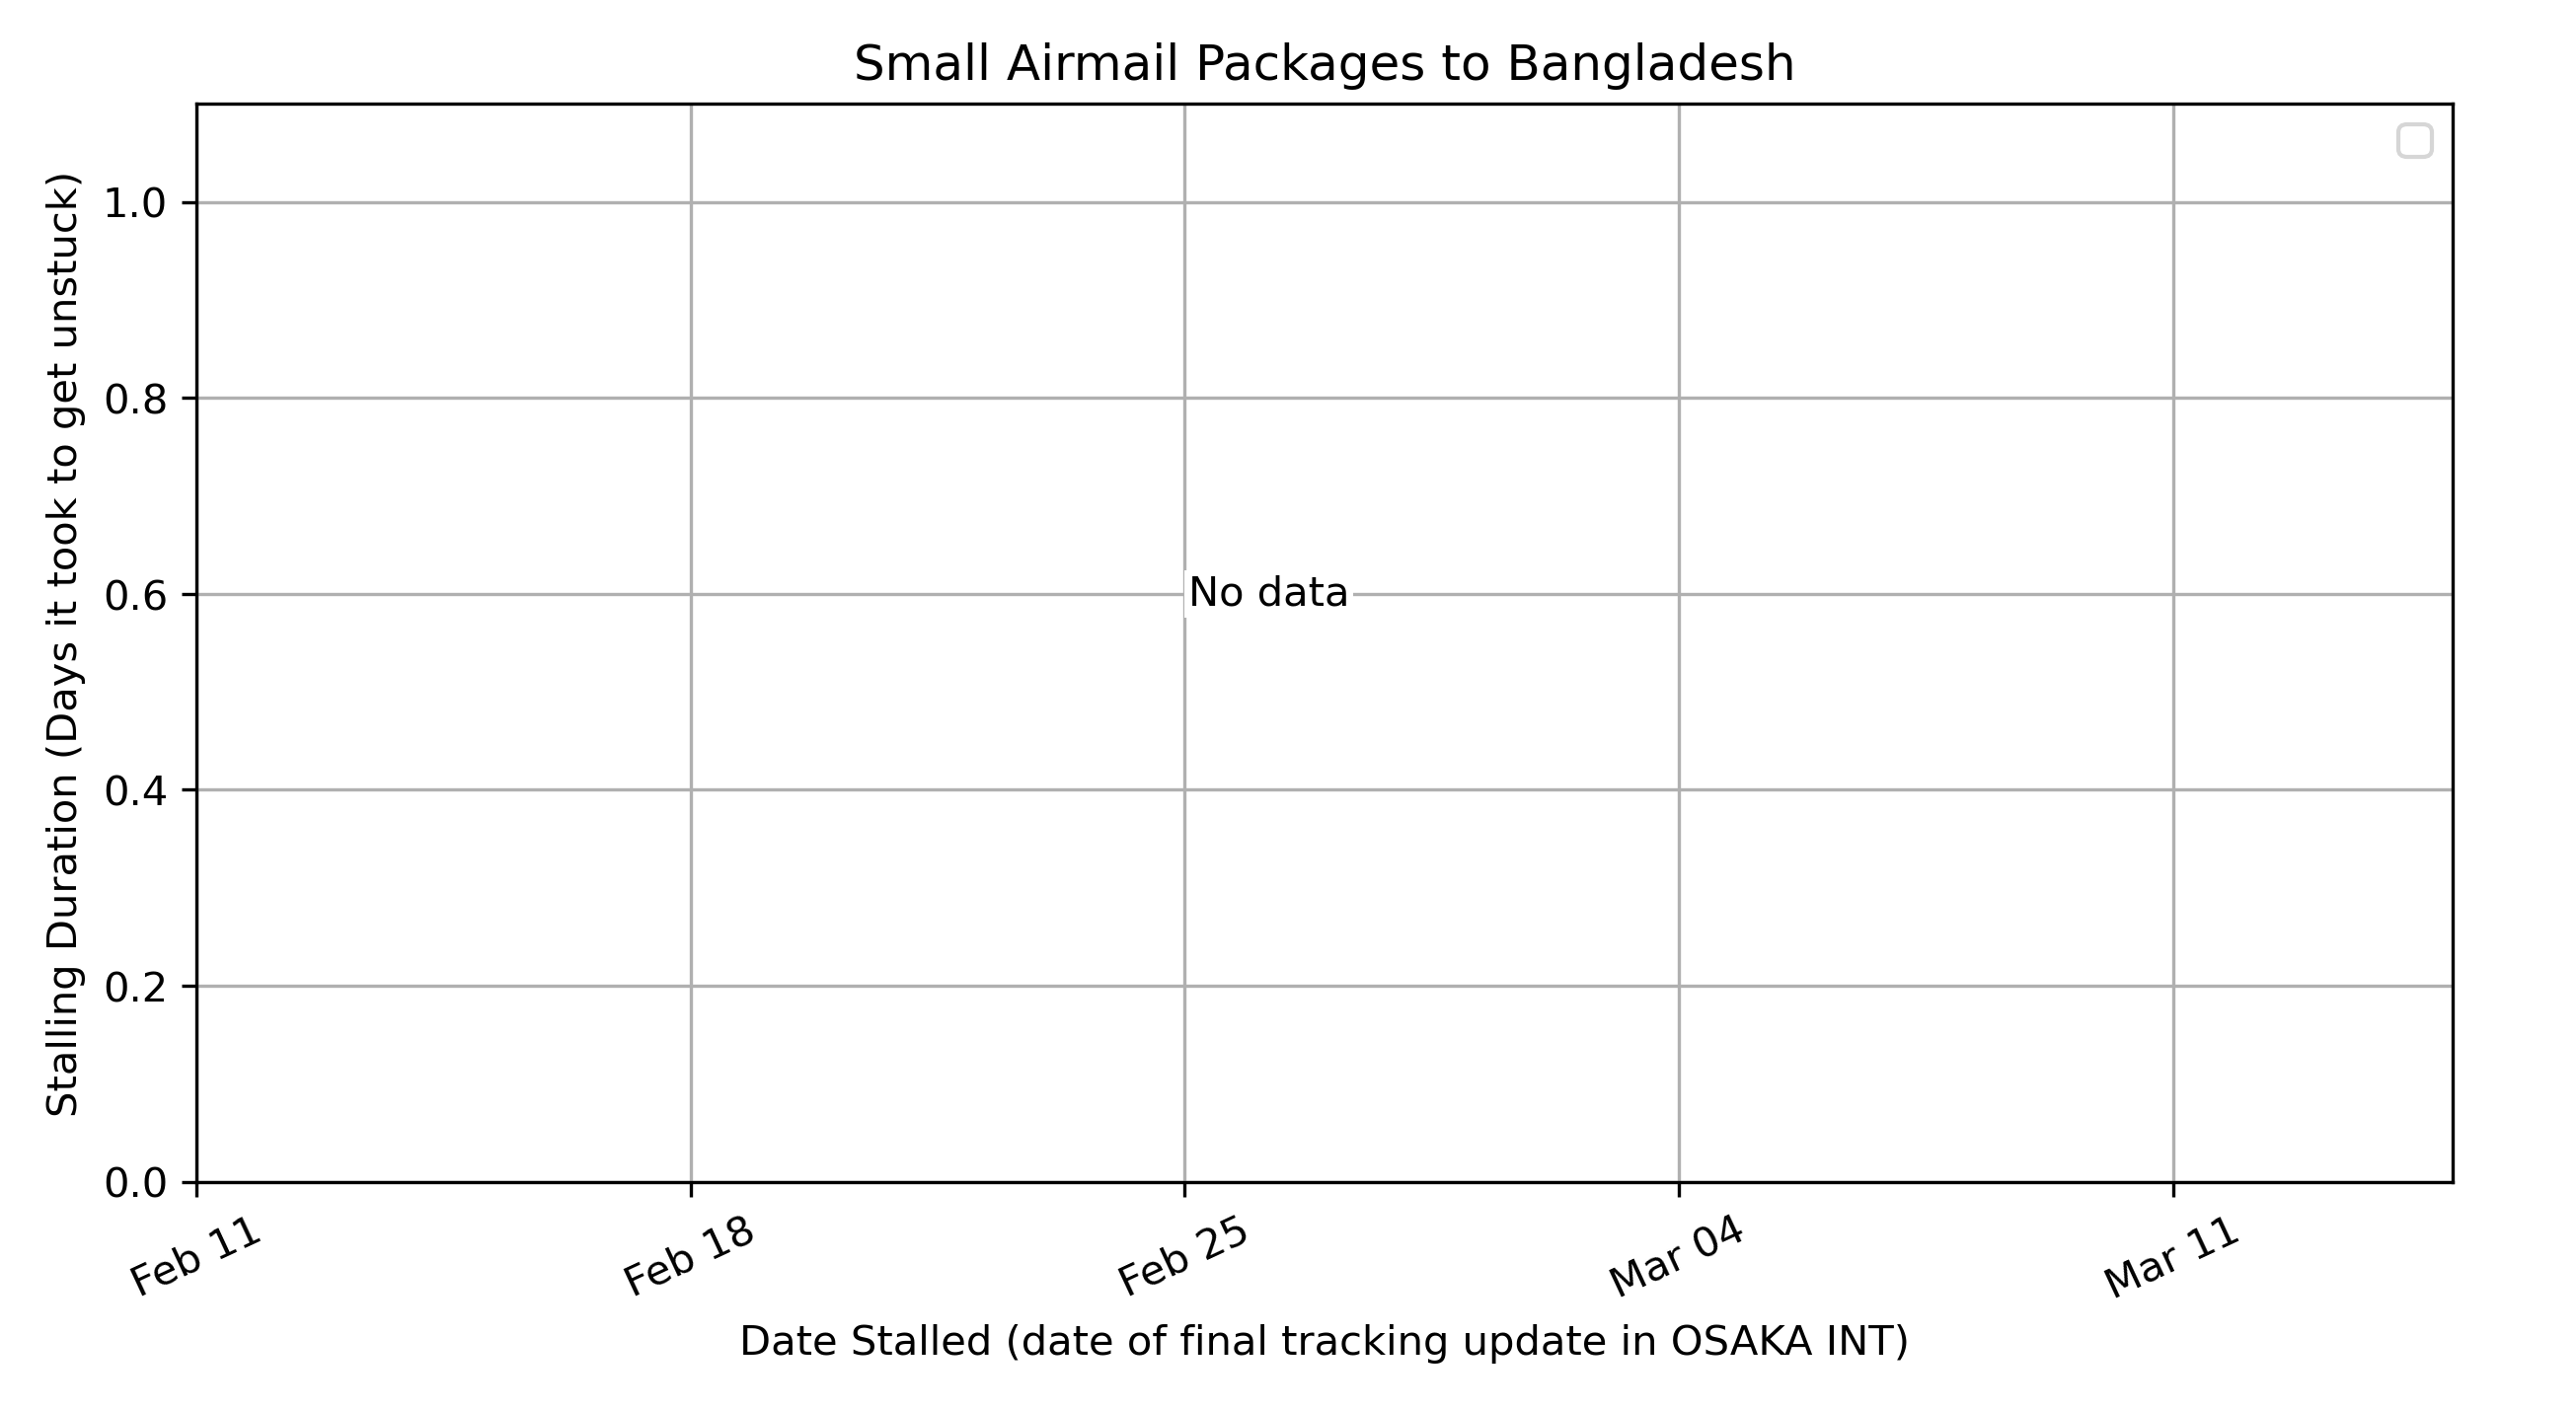 Small Airmail Packages to Bangladesh
Stalling Duration (Days it took to get unstuck)
1.0
0.8
0.6
0.4
0.2
0.0
No data
Feb 11
Feb 18
Feb 25
Mar 04
Mar 11
Date Stalled (date of final tracking update in OSAKA INT)